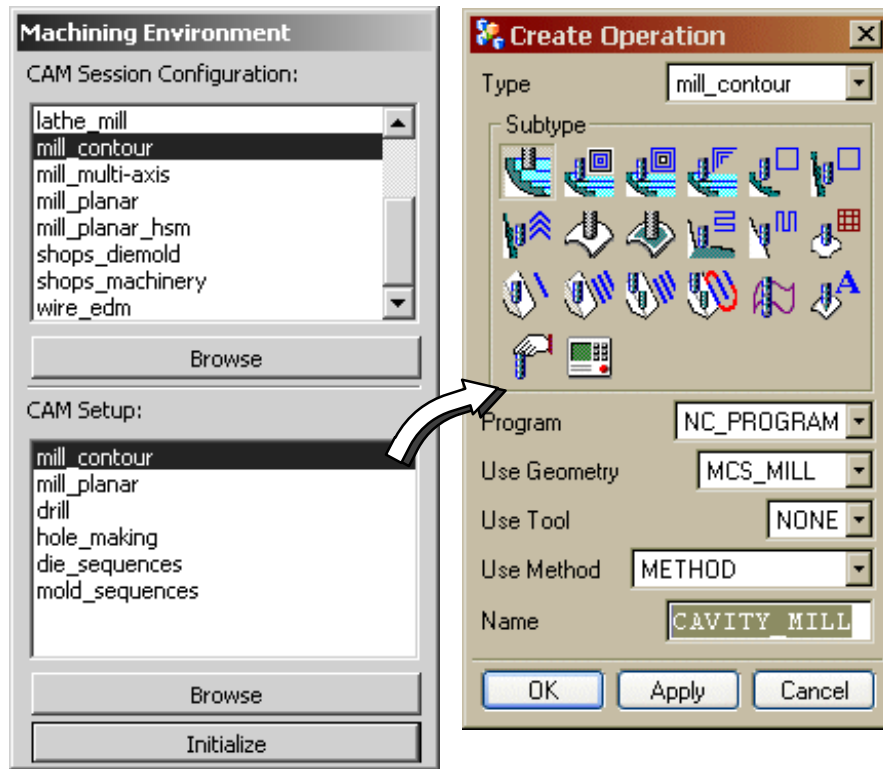 Machining Environment
CAM Session Configuration:
lathe_mill
mill_contour
mill_multi-axis
mill_planar
mill_planar_hsm
shops_diemold
shops_machinery
wire_edm
Browse
CAM Setup:
mill_contour
mill_planar
drill
hole_making
die_sequences
mold_sequences
Browse
Initialize
Create Operation
Type mill_contour
Subtype
A
Program NC_PROGRAM
Use Geometry MCS_MILL
Use Tool NONE
Use Method METHOD
Name CAVITY_MILL
OK Apply Cancel